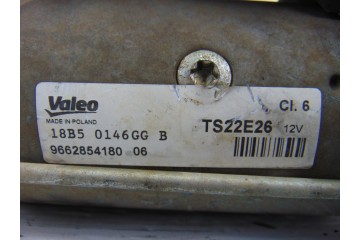 Valeo
Cl. 6
MADE IN POLAND
18B5 0146GG B
TS22E26 12V
9662854180 06